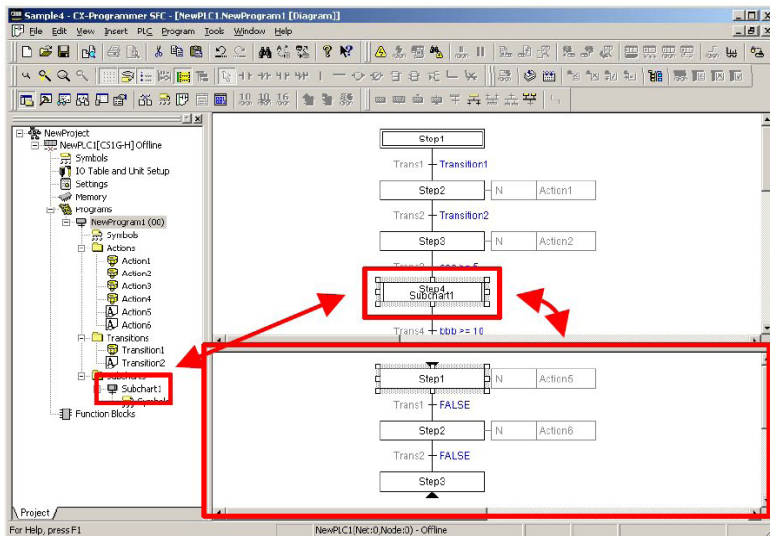 Sample4 - CX-Programmer SFC - [NewPLC1.NewProgram1 [Diagram]]
File Edit View Insert PLC Program Tools Window Help
NewProject
NewPLC1[CS1G-H] Offline
Symbols
IO Table and Unit Setup
Settings
Memory
Programs
NewProgram1 (00)
Symbols
Actions
Action1
Action2
Action3
Action4
Action5
Action6
Transitions
Transition1
Transition2
Subcharts
Subchart1
Symbols
Function Blocks
Project
Step1
Trans1 Transition1
Step2 N Action1
Trans2 Transition2
Step3 N Action2
Step4
Subchart1
Trans4 bbb >= 10
Step1 N Action5
Trans1 FALSE
Step2 N Action6
Trans2 FALSE
Step3
For Help, press F1
NewPLC1(Net:0,Node:0) - Offline